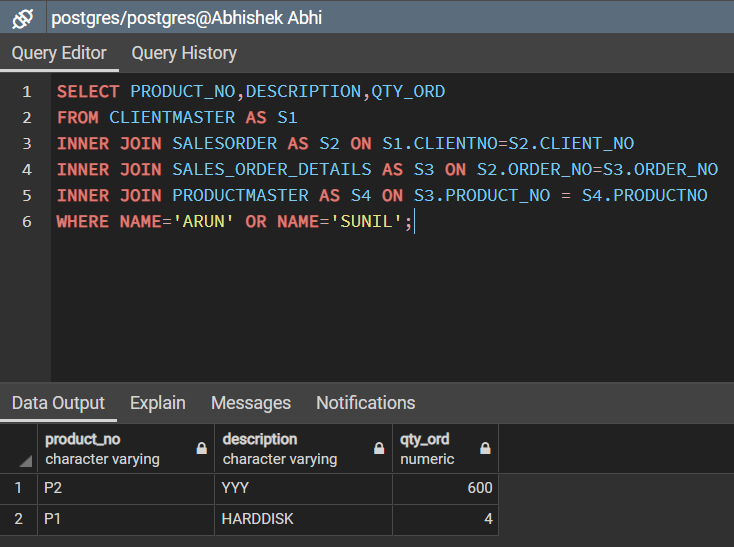 postgres/postgres@Abhishek Abhi
Query Editor Query History
1 SELECT PRODUCT_NO,DESCRIPTION,QTY_ORD
2 FROM CLIENTMASTER AS S1
3 INNER JOIN SALESORDER AS S2 ON S1.CLIENTNO=S2.CLIENT_NO
4 INNER JOIN SALES_ORDER_DETAILS AS S3 ON S2.ORDER_NO=S3.ORDER_NO
5 INNER JOIN PRODUCTMASTER AS S4 ON S3.PRODUCT_NO = S4.PRODUCTNO
6 WHERE NAME='ARUN' OR NAME='SUNIL';
Data Output Explain Messages Notifications
product_no description qty_ord
character varying character varying numeric
1 P2 YYY 600
2 P1 HARDDISK 4